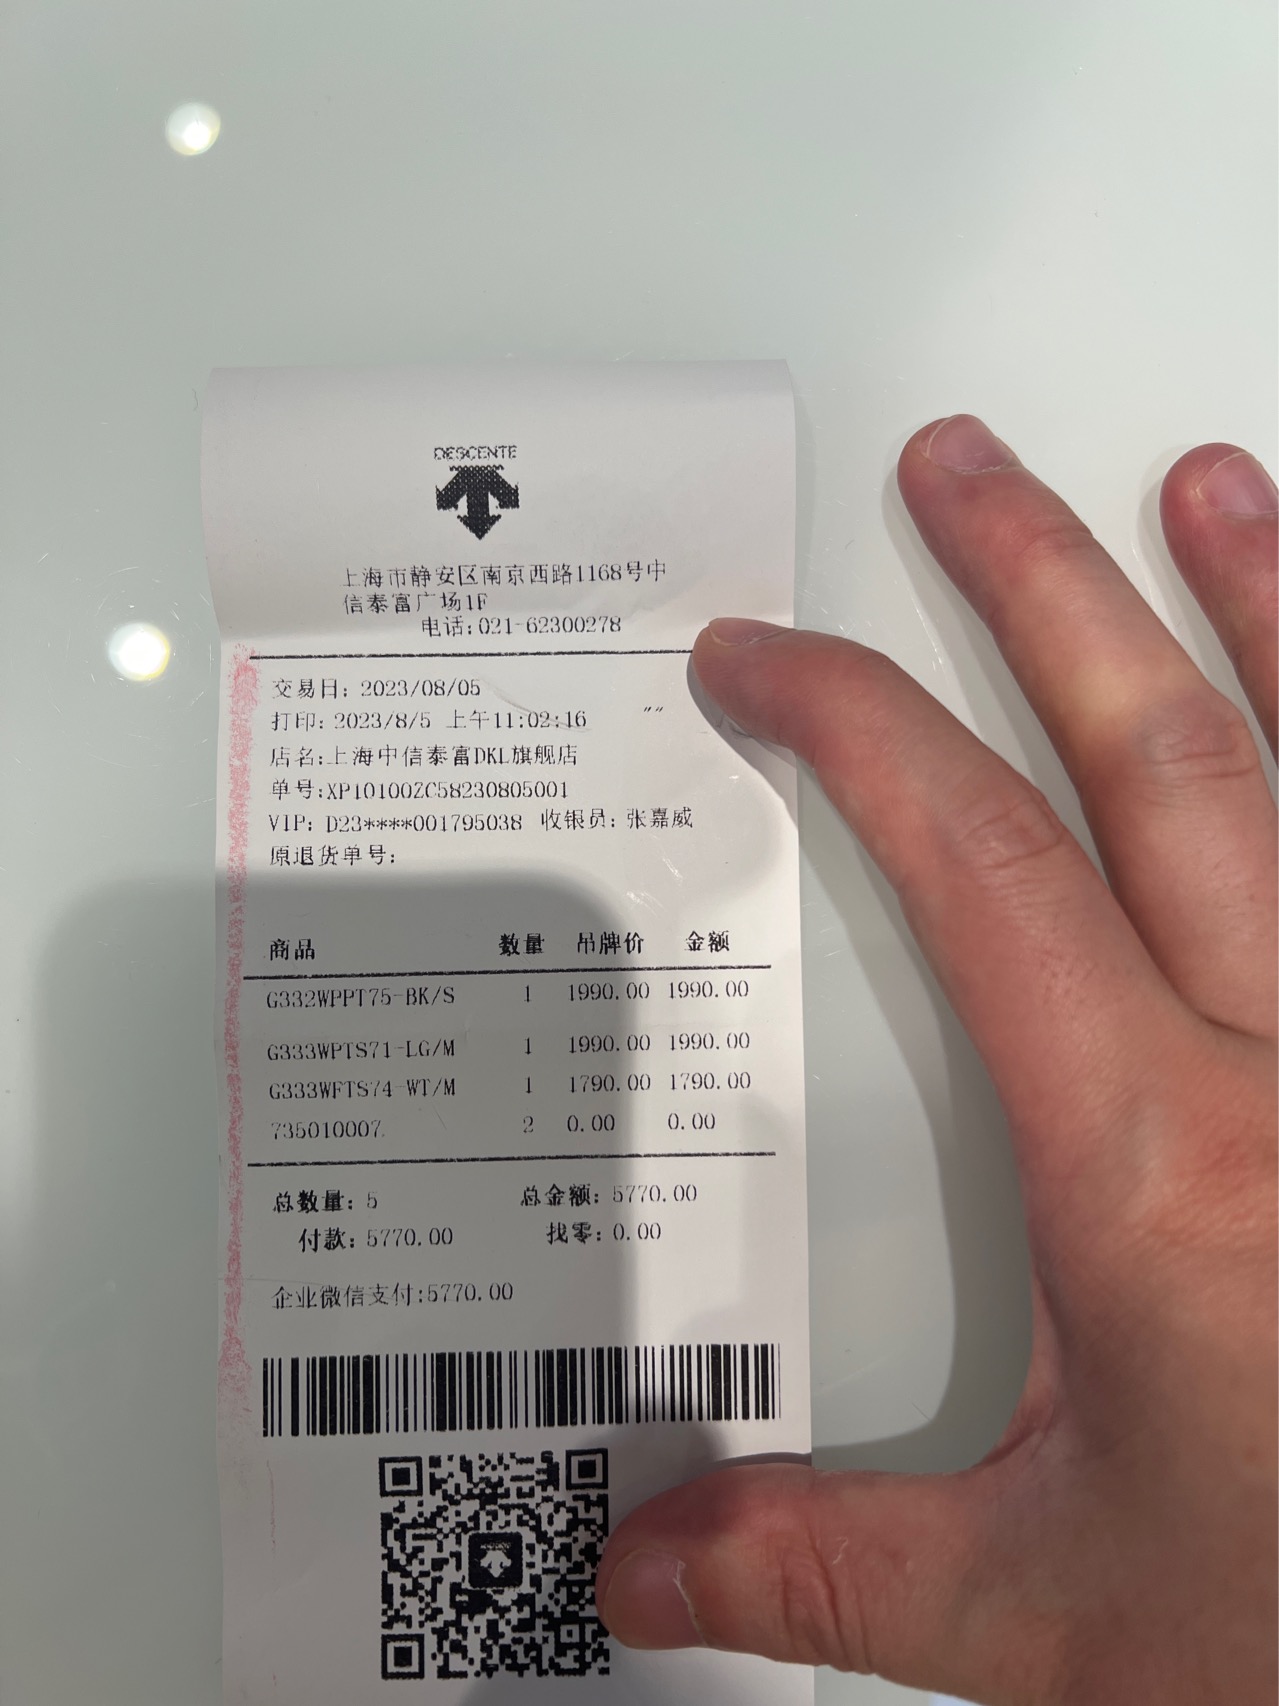 DESCENTE
上海市静安区南京西路1168号中
信泰富广场1F
电话:021-62300278
交易日: 2023/08/05
打印: 2023/8/5 上午11:02:16 ""
店名:上海中信泰富DKL旗舰店
单号:XP10100ZC58230805001
VIP: D23****001795038 收银员: 张嘉威
原退货单号:
商品 数量 吊牌价 金额
G332WPPT75-BK/S 1 1990.00 1990.00
G333WPTS71-LG/M 1 1990.00 1990.00
G333WFTS74-WT/M 1 1790.00 1790.00
735010007 2 0.00 0.00
总数量: 5 总金额: 5770.00
付款: 5770.00 找零: 0.00
企业微信支付:5770.00